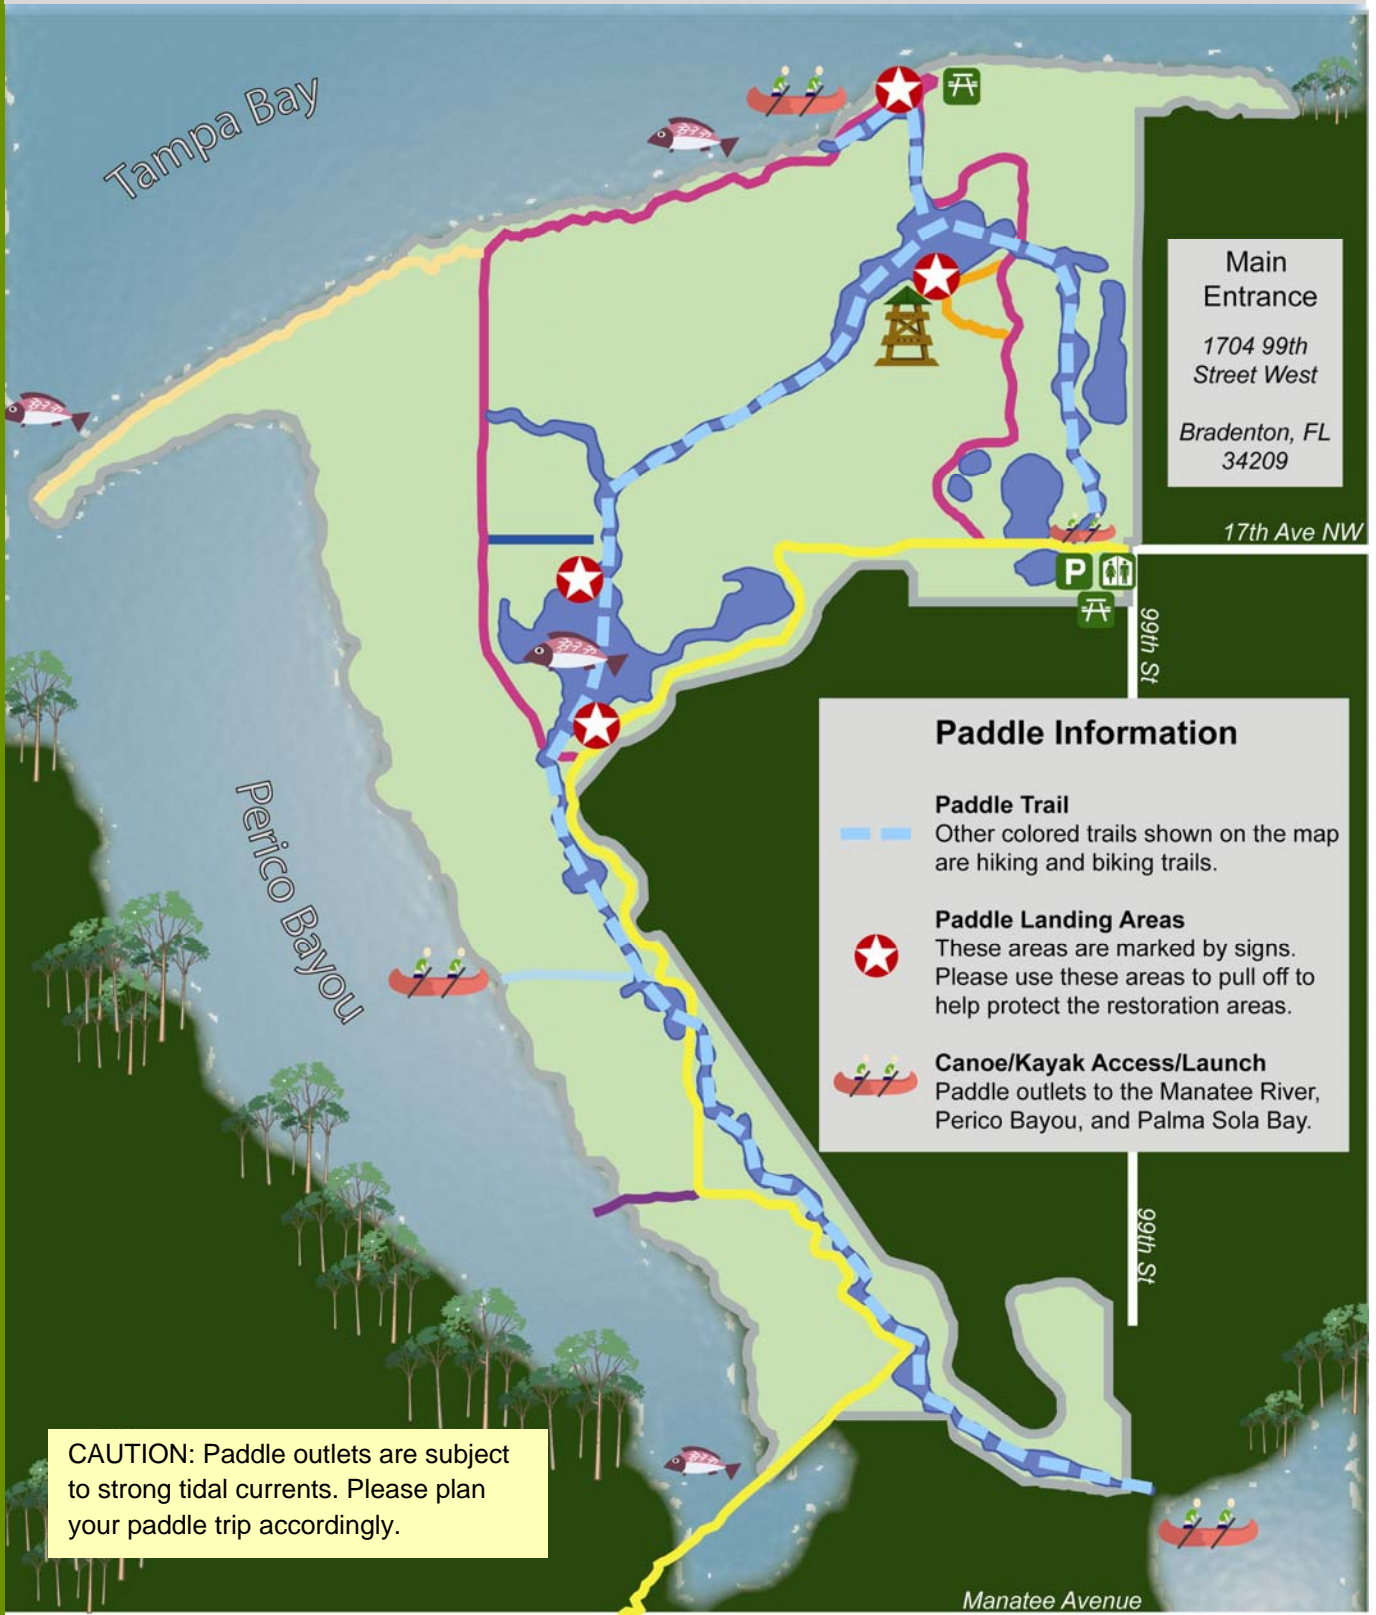 Tampa Bay
Main
Entrance
1704 99th
Street West
Bradenton, FL
34209
17th Ave NW
P
99th St
Paddle Information
Paddle Trail
Other colored trails shown on the map
are hiking and biking trails.
Paddle Landing Areas
These areas are marked by signs.
Please use these areas to pull off to
help protect the restoration areas.
Canoe/Kayak Access/Launch
Paddle outlets to the Manatee River,
Perico Bayou, and Palma Sola Bay.
Perico Bayou
99th St
CAUTION: Paddle outlets are subject
to strong tidal currents. Please plan
your paddle trip accordingly.
Manatee Avenue